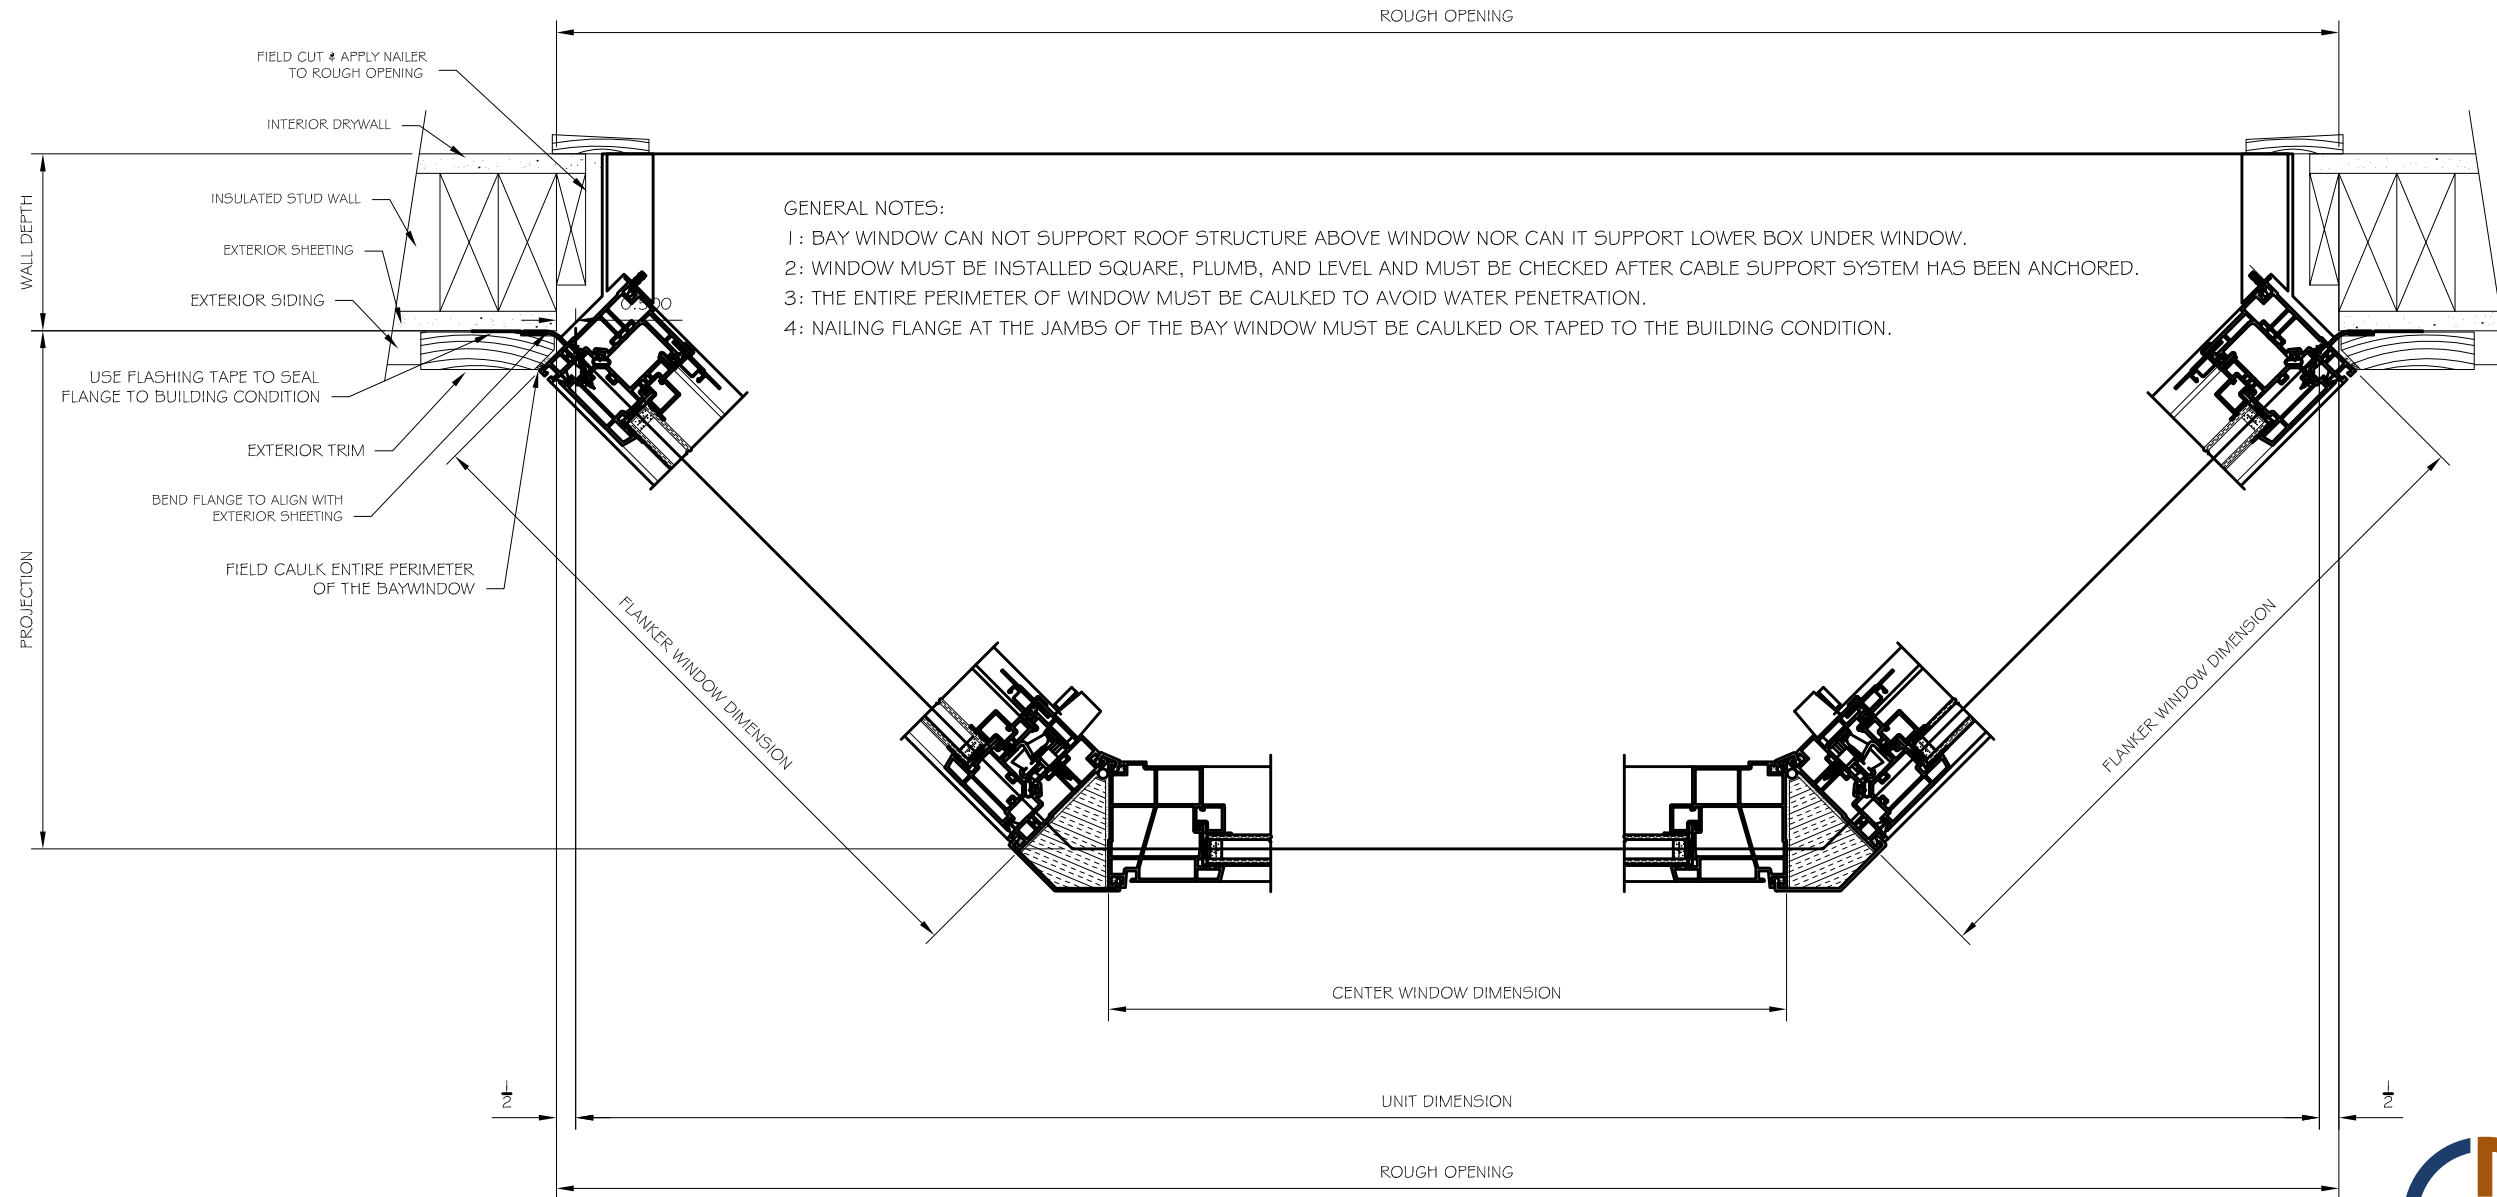 ROUGH OPENING
FIELD CUT & APPLY NAILER
TO ROUGH OPENING
INTERIOR DRYWALL
INSULATED STUD WALL
EXTERIOR SHEETING
EXTERIOR SIDING
WALL DEPTH
GENERAL NOTES:
1: BAY WINDOW CAN NOT SUPPORT ROOF STRUCTURE ABOVE WINDOW NOR CAN IT SUPPORT LOWER BOX UNDER WINDOW.
2: WINDOW MUST BE INSTALLED SQUARE, PLUMB, AND LEVEL AND MUST BE CHECKED AFTER CABLE SUPPORT SYSTEM HAS BEEN ANCHORED.
3: THE ENTIRE PERIMETER OF WINDOW MUST BE CAULKED TO AVOID WATER PENETRATION.
4: NAILING FLANGE AT THE JAMBS OF THE BAY WINDOW MUST BE CAULKED OR TAPED TO THE BUILDING CONDITION.
0.500
USE FLASHING TAPE TO SEAL
FLANGE TO BUILDING CONDITION
EXTERIOR TRIM
BEND FLANGE TO ALIGN WITH
EXTERIOR SHEETING
FIELD CAULK ENTIRE PERIMETER
OF THE BAYWINDOW
PROJECTION
FLANKER WINDOW DIMENSION
FLANKER WINDOW DIMENSION
CENTER WINDOW DIMENSION
1/2
UNIT DIMENSION
1/2
ROUGH OPENING